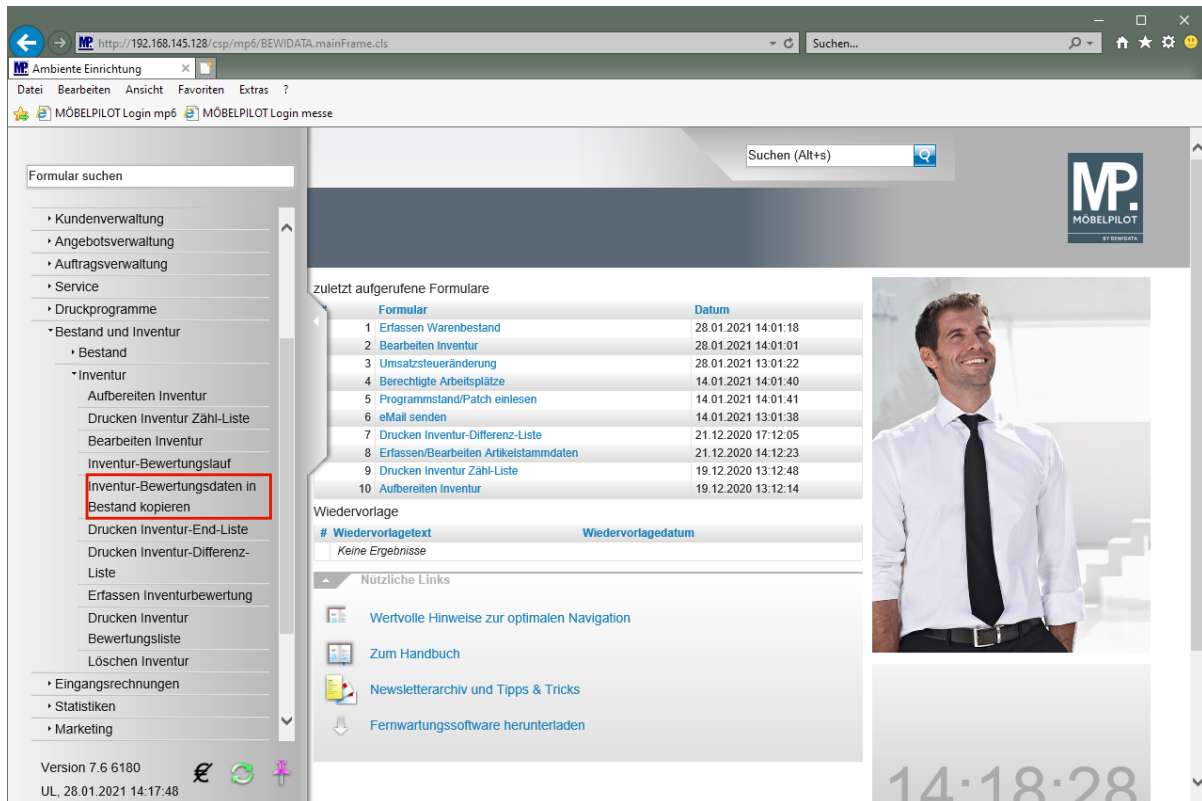 http://192.168.145.128/csp/mp6/BEWIDATA.mainFrame.cls
Suchen...
MP. Ambiente Einrichtung
Datei Bearbeiten Ansicht Favoriten Extras ?
MÖBELPILOT Login mp6 MÖBELPILOT Login messe
Formular suchen
Kundenverwaltung
Angebotsverwaltung
Auftragsverwaltung
Service
Druckprogramme
Bestand und Inventur
Bestand
Inventur
Aufbereiten Inventur
Drucken Inventur Zähl-Liste
Bearbeiten Inventur
Inventur-Bewertungslauf
Inventur-Bewertungsdaten in
Bestand kopieren
Drucken Inventur-End-Liste
Drucken Inventur-Differenz-
Liste
Erfassen Inventurbewertung
Drucken Inventur
Bewertungsliste
Löschen Inventur
Eingangsrechnungen
Statistiken
Marketing
Version 7.6 6180
UL, 28.01.2021 14:17:48
Suchen (Alt+s)
MP.
MÖBELPILOT
BY BEWIDATA
zuletzt aufgerufene Formulare
# Formular Datum
1 Erfassen Warenbestand 28.01.2021 14:01:18
2 Bearbeiten Inventur 28.01.2021 14:01:01
3 Umsatzsteueränderung 28.01.2021 13:01:22
4 Berechtigte Arbeitsplätze 14.01.2021 14:01:40
5 Programmstand/Patch einlesen 14.01.2021 14:01:41
6 eMail senden 14.01.2021 13:01:38
7 Drucken Inventur-Differenz-Liste 21.12.2020 17:12:05
8 Erfassen/Bearbeiten Artikelstammdaten 21.12.2020 14:12:23
9 Drucken Inventur Zähl-Liste 19.12.2020 13:12:48
10 Aufbereiten Inventur 19.12.2020 13:12:14
Wiedervorlage
# Wiedervorlagetext Wiedervorlagedatum
Keine Ergebnisse
Nützliche Links
Wertvolle Hinweise zur optimalen Navigation
Zum Handbuch
Newsletterarchiv und Tipps & Tricks
Fernwartungssoftware herunterladen
14:18:28